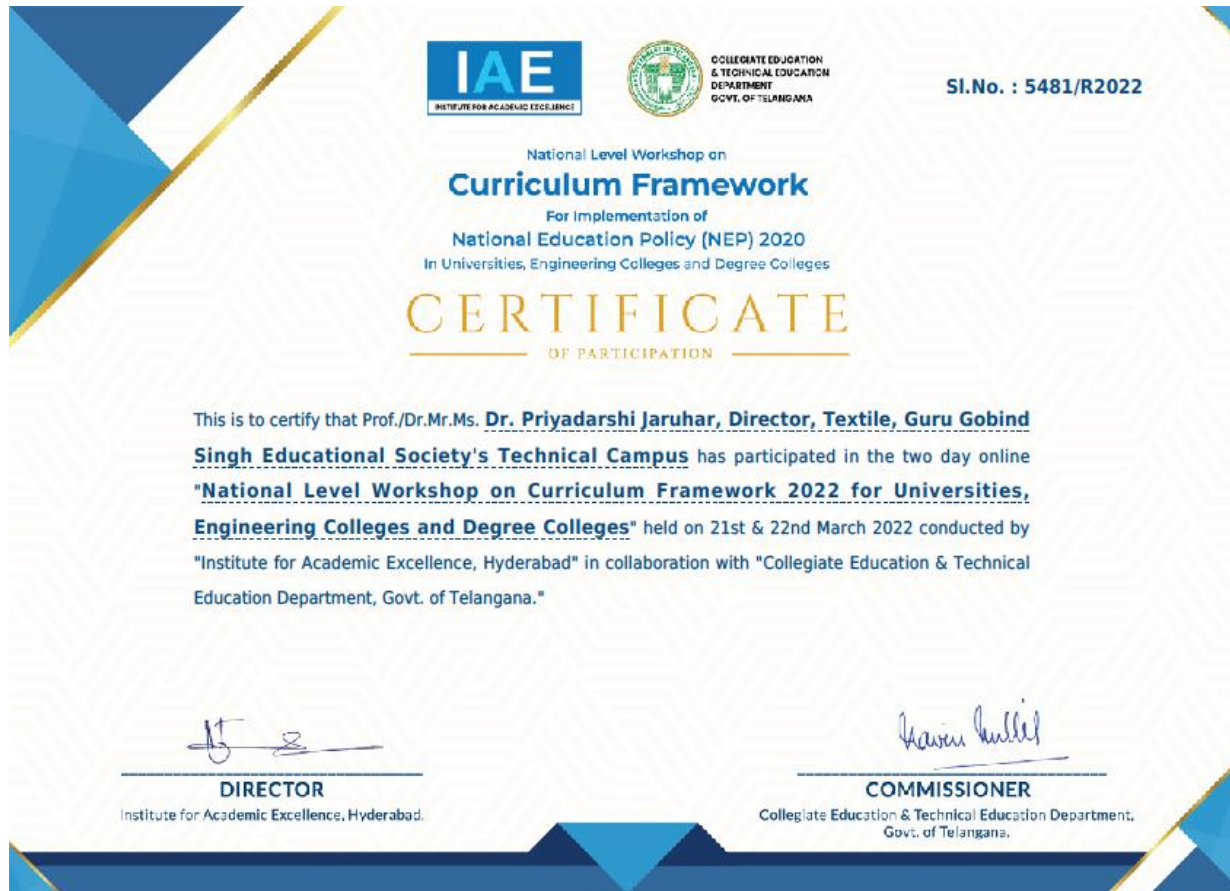 IAE
INSTITUTE FOR ACADEMIC EXCELLENCE
COLLEGIATE EDUCATION
& TECHNICAL EDUCATION
DEPARTMENT
GOVT. OF TELANGANA
Sl.No. : 5481/R2022
National Level Workshop on
Curriculum Framework
For Implementation of
National Education Policy (NEP) 2020
In Universities, Engineering Colleges and Degree Colleges
CERTIFICATE
OF PARTICIPATION
This is to certify that Prof./Dr.Mr.Ms. Dr. Priyadarshi Jaruhar, Director, Textile, Guru Gobind
Singh Educational Society's Technical Campus has participated in the two day online
"National Level Workshop on Curriculum Framework 2022 for Universities,
Engineering Colleges and Degree Colleges" held on 21st & 22nd March 2022 conducted by
"Institute for Academic Excellence, Hyderabad" in collaboration with "Collegiate Education & Technical
Education Department, Govt. of Telangana."
DIRECTOR
Institute for Academic Excellence, Hyderabad.
COMMISSIONER
Collegiate Education & Technical Education Department,
Govt. of Telangana.